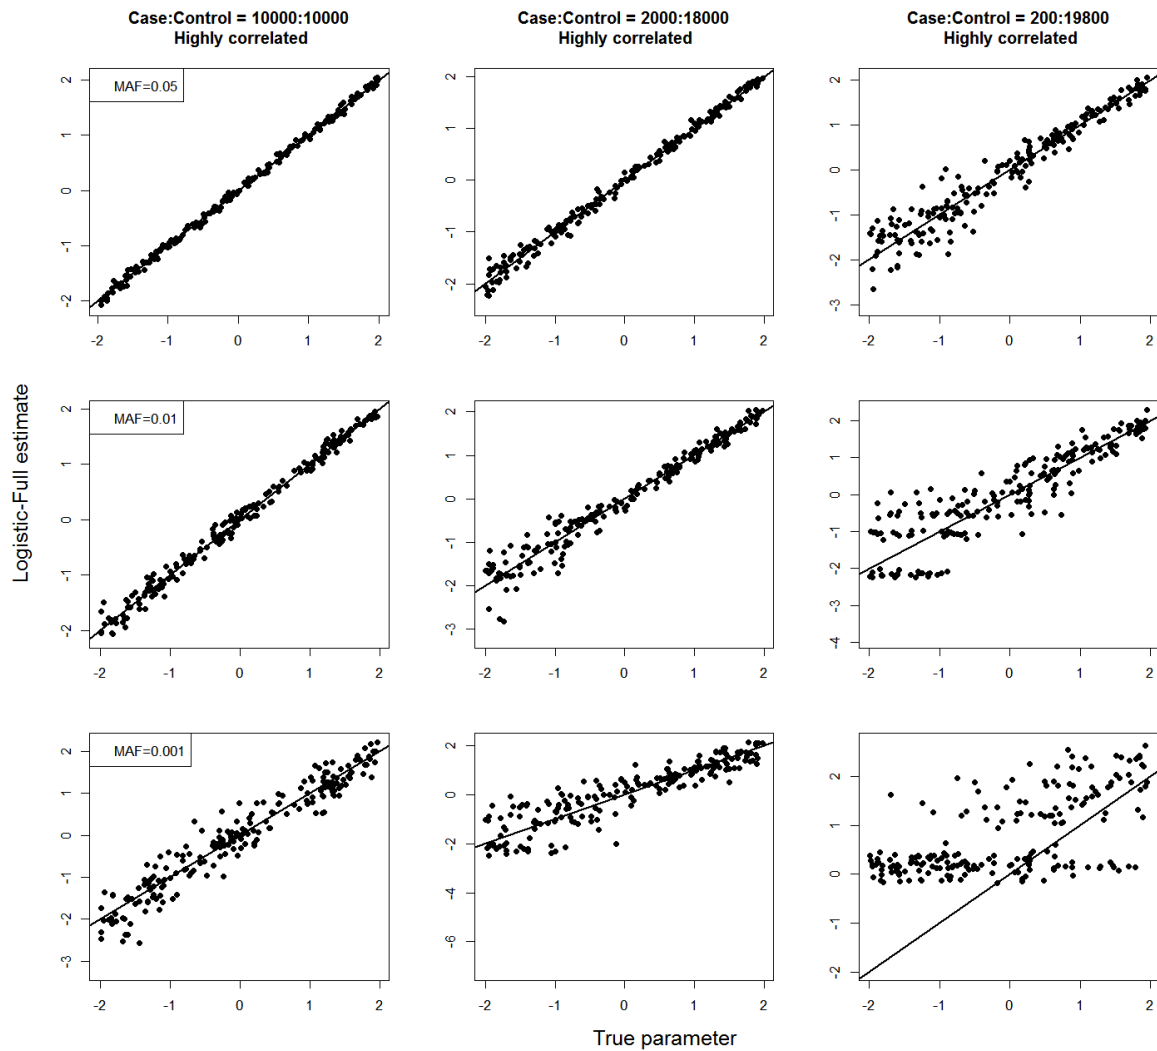 Case:Control = 10000:10000
Highly correlated
Case:Control = 2000:18000
Highly correlated
Case:Control = 200:19800
Highly correlated
MAF=0.05
2
1
0
-1
-2
-2 -1 0 1 2
2
1
0
-1
-2
-2 -1 0 1 2
2
1
0
-1
-2
-3
-2 -1 0 1 2
Logistic-Full estimate
MAF=0.01
2
1
0
-1
-2
-2 -1 0 1 2
2
1
0
-1
-2
-3
-2 -1 0 1 2
2
1
0
-1
-2
-3
-4
-2 -1 0 1 2
MAF=0.001
2
1
0
-1
-2
-3
-2 -1 0 1 2
2
0
-2
-4
-6
-2 -1 0 1 2
2
1
0
-1
-2
-2 -1 0 1 2
True parameter